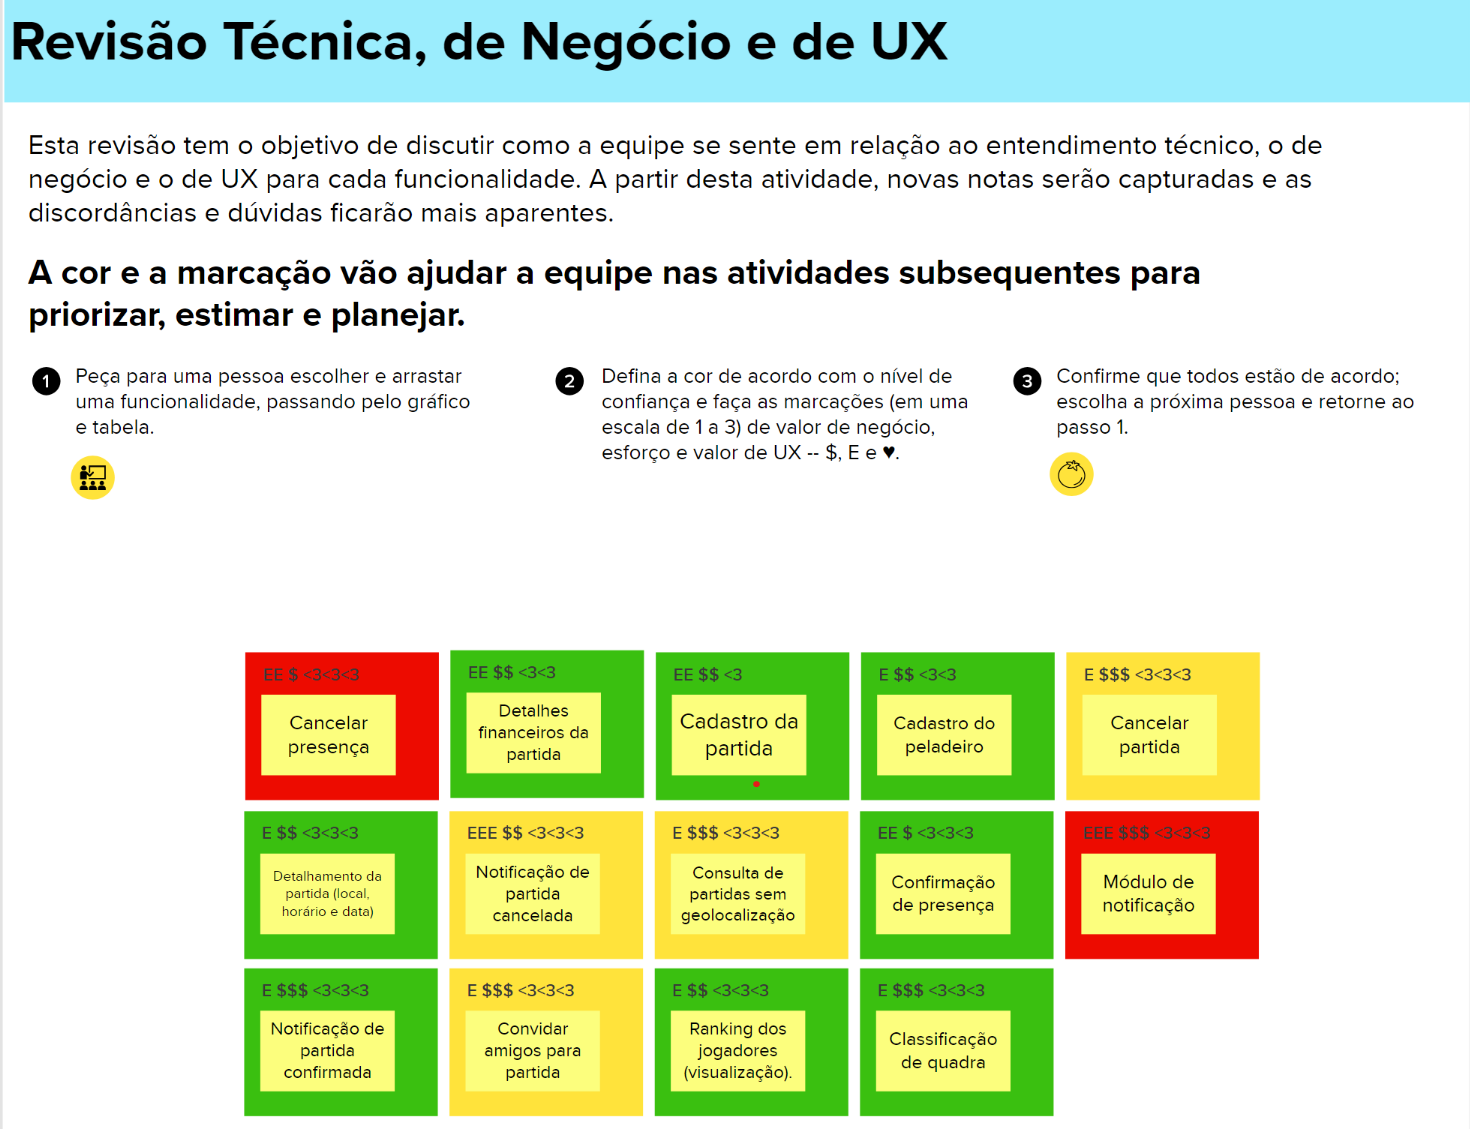 Revisão Técnica, de Negócio e de UX
Esta revisão tem o objetivo de discutir como a equipe se sente em relação ao entendimento técnico, o de
negócio e o de UX para cada funcionalidade. A partir desta atividade, novas notas serão capturadas e as
discordâncias e dúvidas ficarão mais aparentes.
A cor e a marcação vão ajudar a equipe nas atividades subsequentes para
priorizar, estimar e planejar.
1
Peça para uma pessoa escolher e arrastar
uma funcionalidade, passando pelo gráfico
e tabela.
2
Defina a cor de acordo com o nível de
confiança e faça as marcações (em uma
escala de 1 a 3) de valor de negócio,
esforço e valor de UX -- $, E e ♥.
3
Confirme que todos estão de acordo;
escolha a próxima pessoa e retorne ao
passo 1.
EE $ <3<3<3
Cancelar
presença
EE $$ <3<3
Detalhes
financeiros da
partida
EE $$ <3
Cadastro da
partida
E $$ <3<3
Cadastro do
peladeiro
E $$$ <3<3<3
Cancelar
partida
E $$ <3<3<3
Detalhamento da
partida (local,
horário e data)
EEE $$ <3<3<3
Notificação de
partida
cancelada
E $$$ <3<3<3
Consulta de
partidas sem
geolocalização
EE $ <3<3<3
Confirmação
de presença
EEE $$$ <3<3<3
Módulo de
notificação
E $$$ <3<3<3
Notificação de
partida
confirmada
E $$$ <3<3<3
Convidar
amigos para
partida
E $$ <3<3<3
Ranking dos
jogadores
(visualização).
E $$$ <3<3<3
Classificação
de quadra